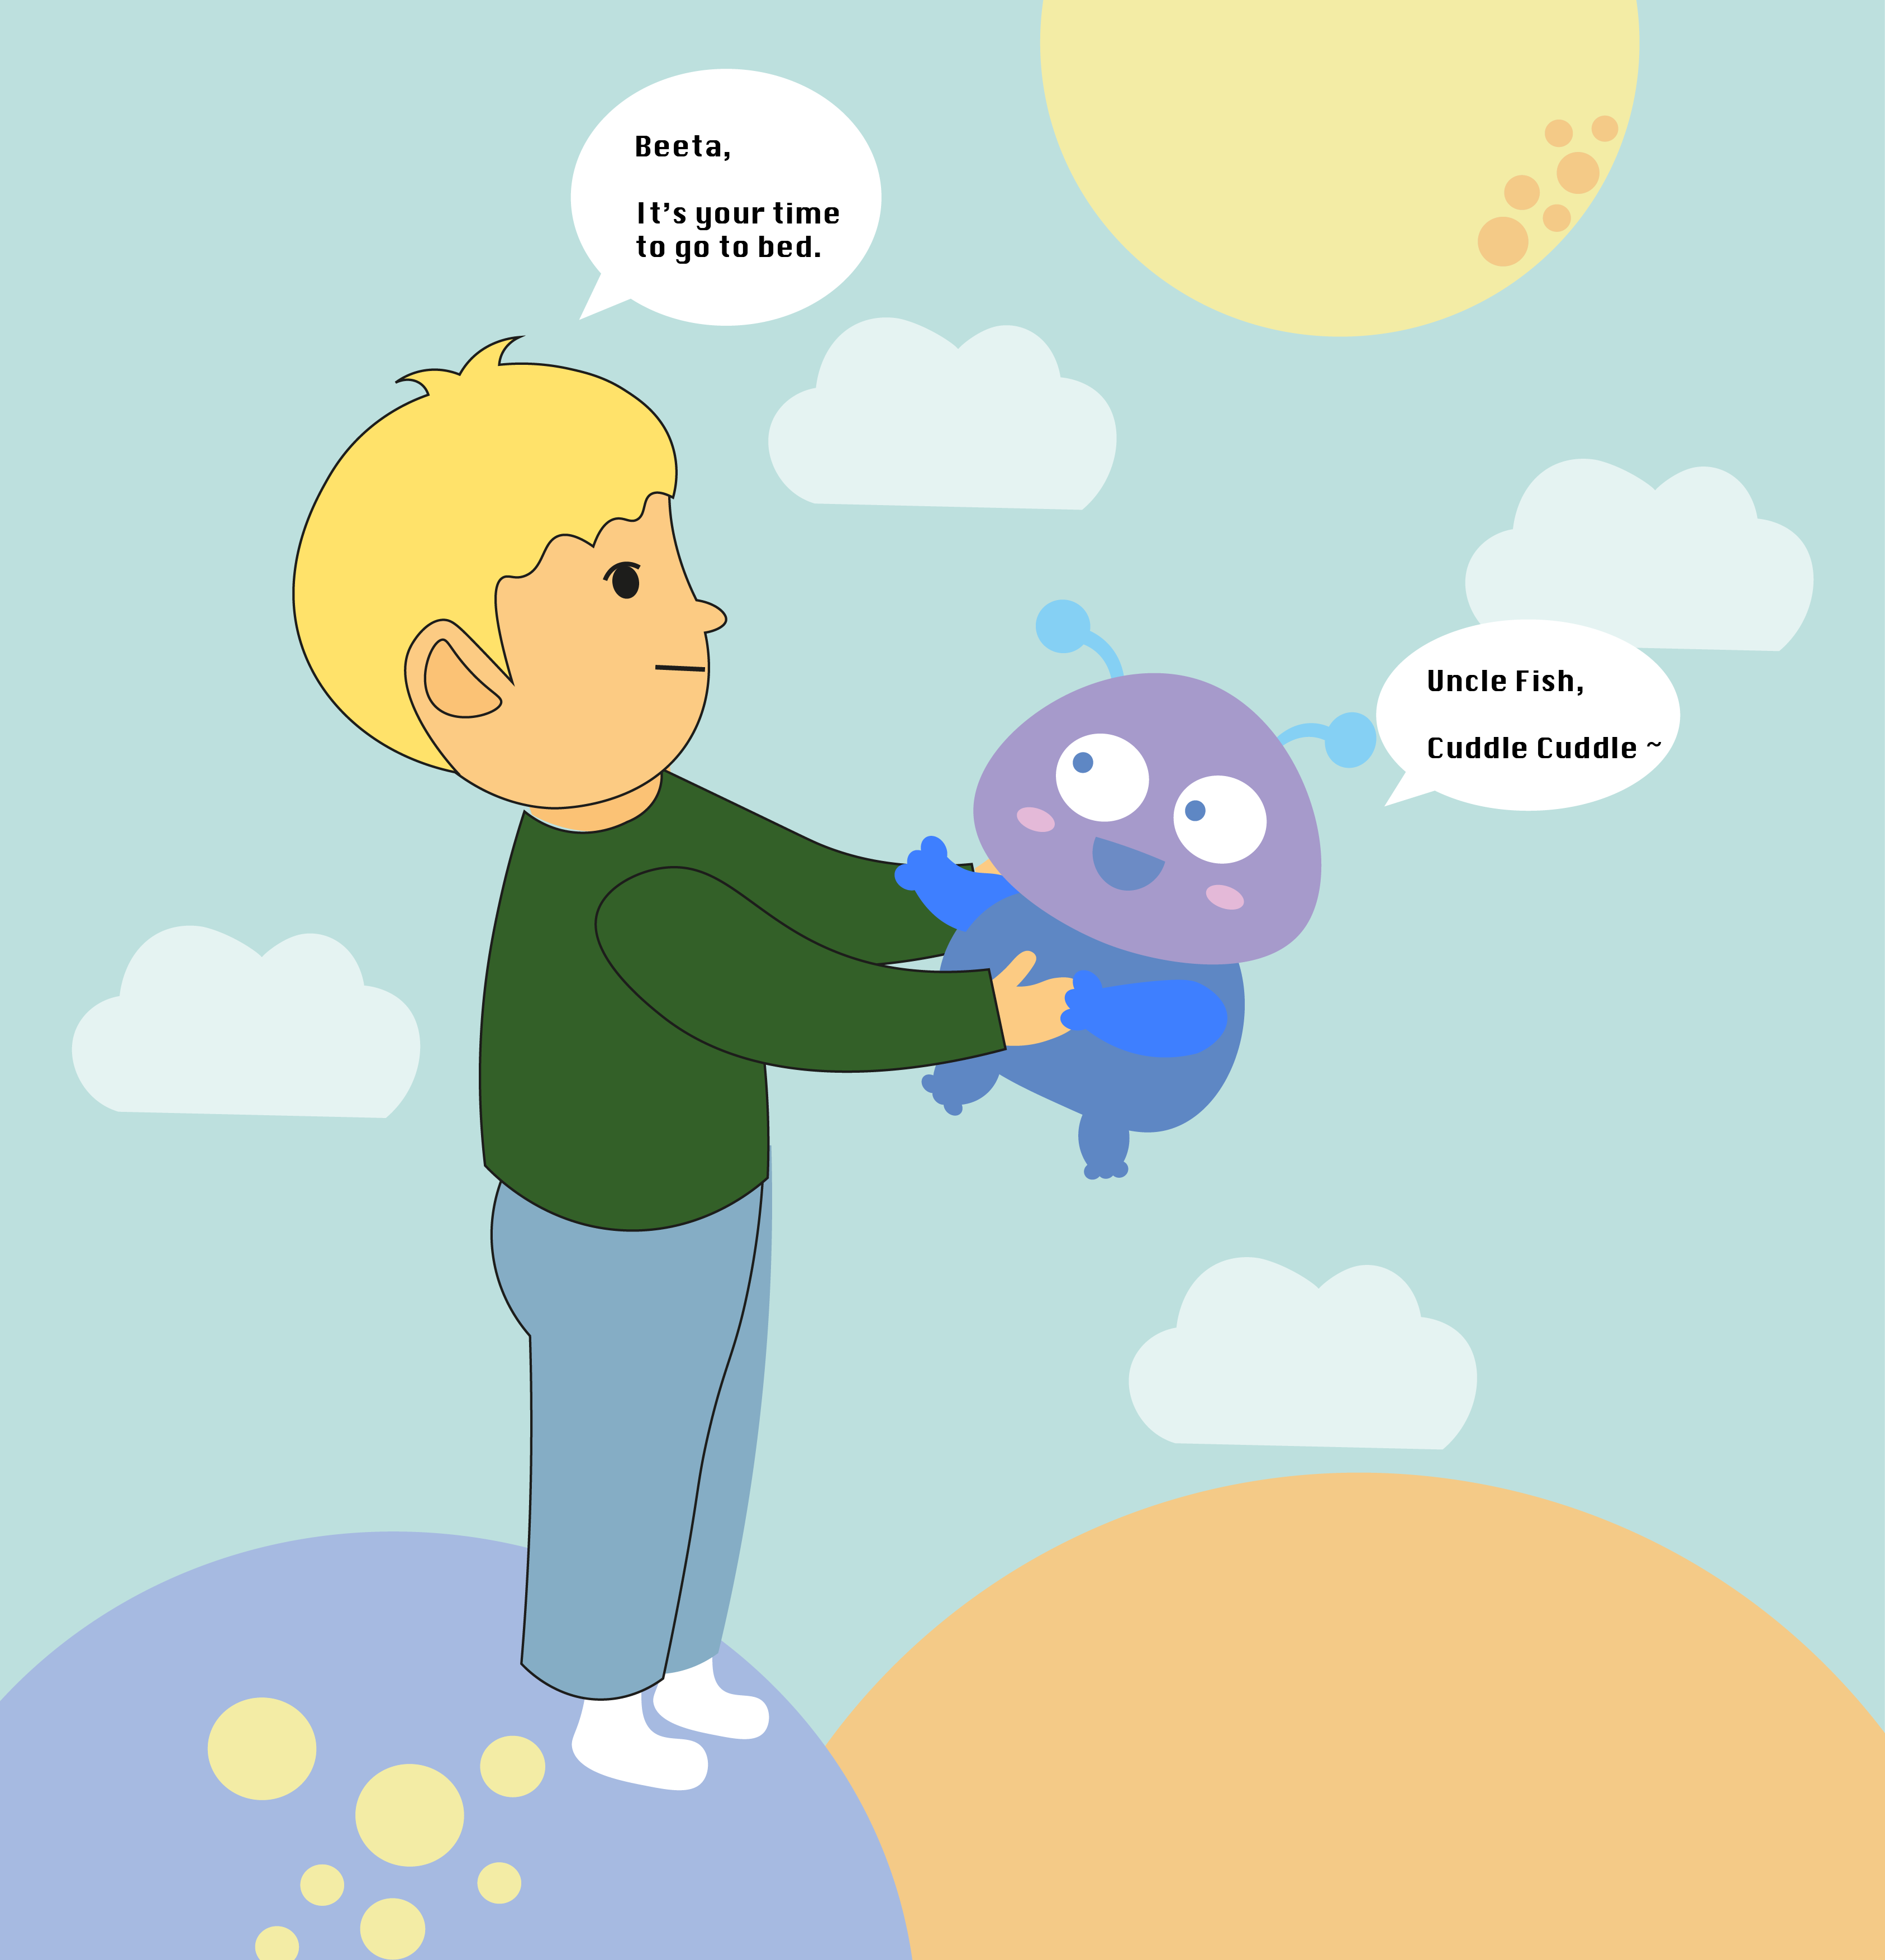 Beeta,
It's your time
to go to bed.
Uncle Fish,
Cuddle Cuddle ~